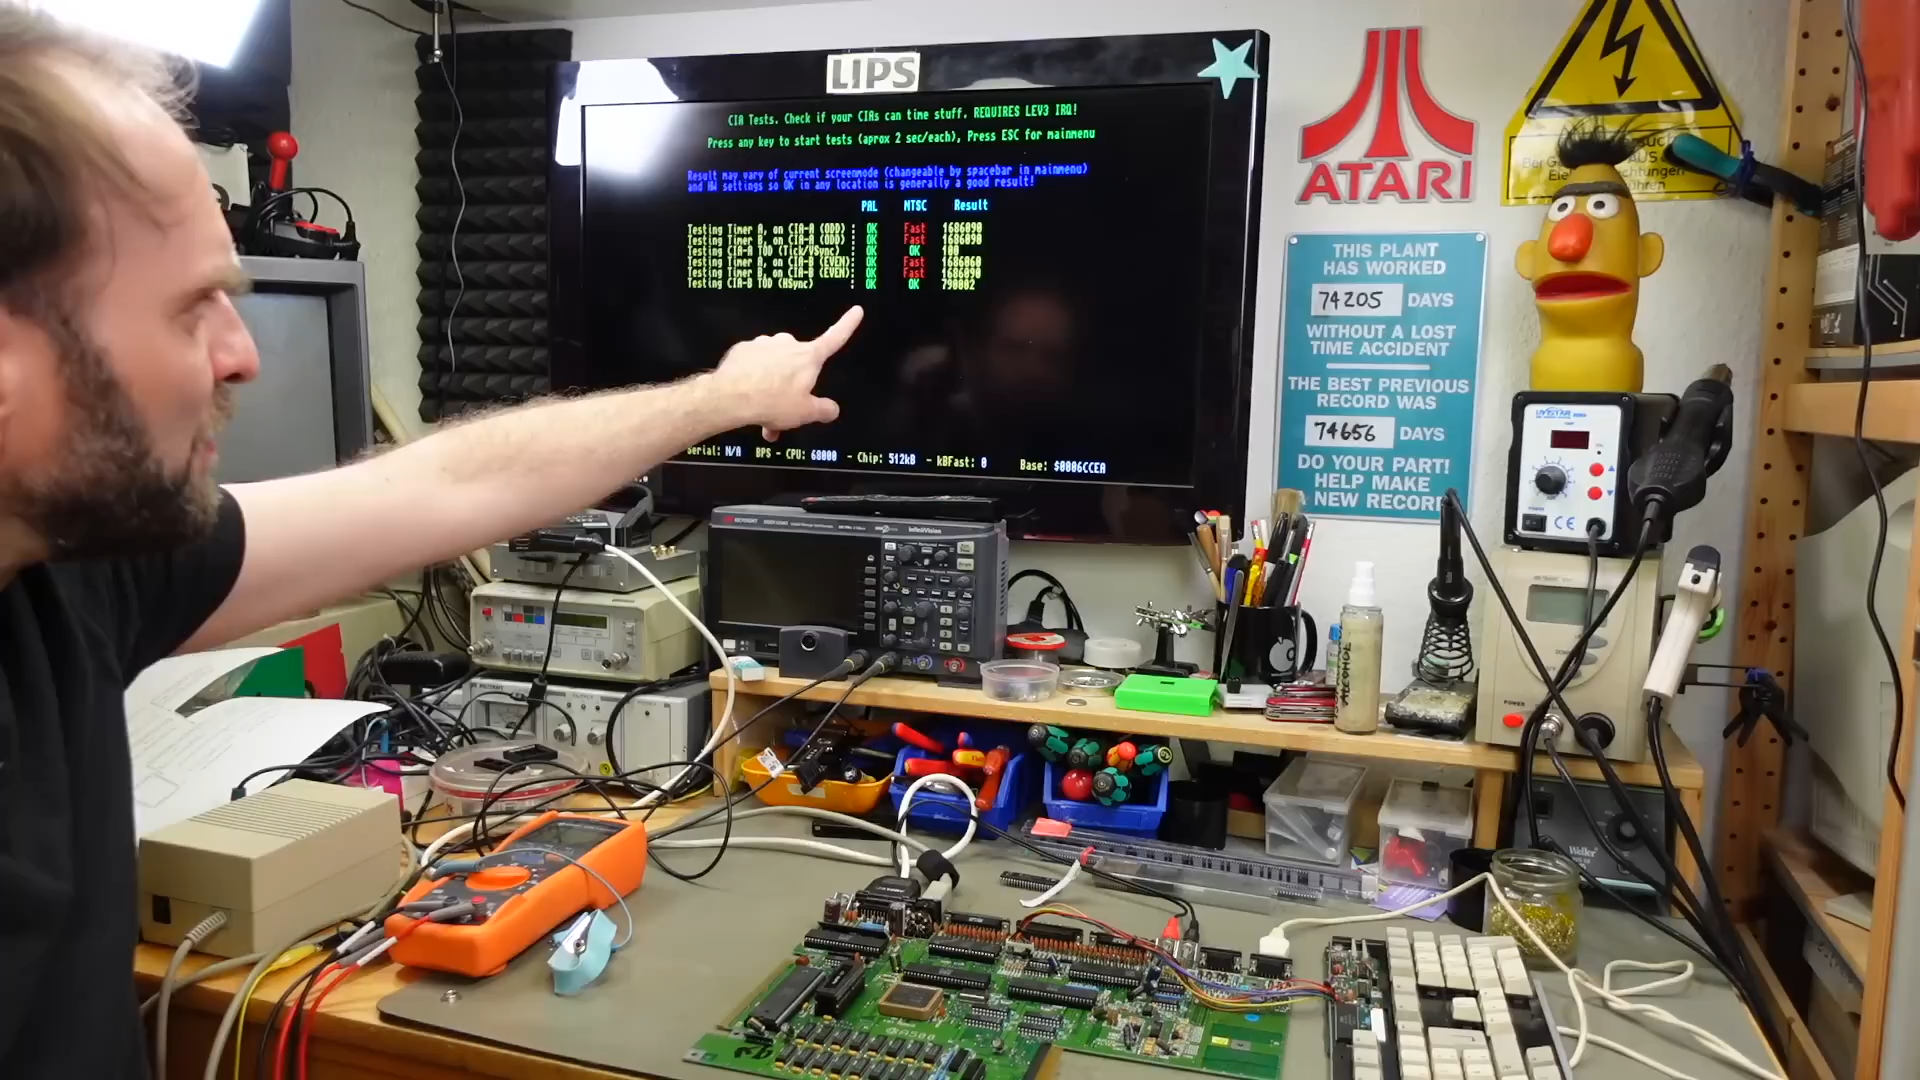 LIPS
CIA Tests. Check if your CIAs can time stuff. REQUIRES LEV3 IRQ!
Press any key to start tests (aprox 2 sec/each), Press ESC for mainmenu
Result may vary of current screenmode (changeable by spacebar in mainmenu)
and HW settings so OK in any location is generally a good result!
PAL NTSC Result
Testing Timer A, on CIA-A (ODD) : OK Fast 1686090
Testing Timer B, on CIA-A (ODD) : OK Fast 1686090
Testing CIA-A TOD (Tick/VSync) : OK OK 100
Testing Timer A, on CIA-B (EVEN): OK Fast 1686060
Testing Timer B, on CIA-B (EVEN): OK Fast 1686090
Testing CIA-B TOD (HSync) : OK OK 790002
Serial: N/A BPS - CPU: 68000 - Chip: 512kB - kBFast: 0 Base: $0006CCEA
ATARI
THIS PLANT
HAS WORKED
74205 DAYS
WITHOUT A LOST
TIME ACCIDENT
THE BEST PREVIOUS
RECORD WAS
74656 DAYS
DO YOUR PART!
HELP MAKE
A NEW RECORD
CE
InfiniiVision
ALCOHOL
POWER
Weller
A500